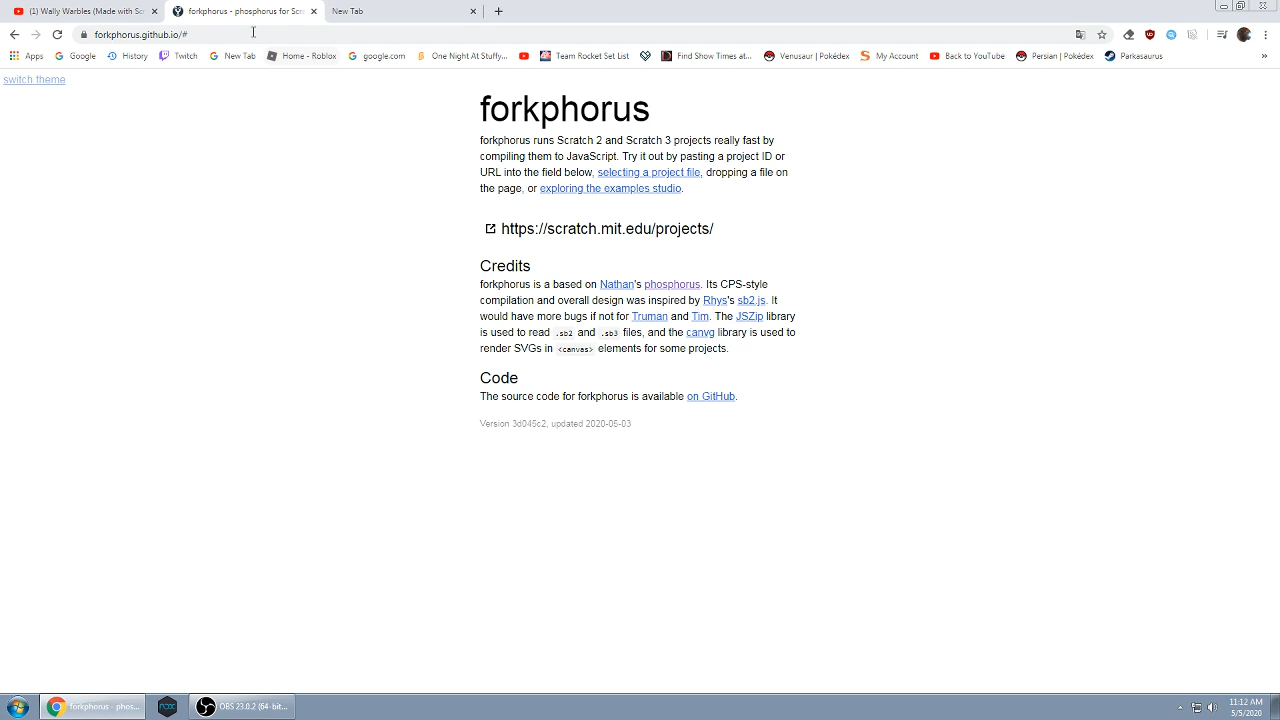 (1) Wally Warbles (Made with Scr
forkphorus - phosphorus for Scra
New Tab
forkphorus.github.io/#
Apps
Google
History
Twitch
New Tab
Home - Roblox
google.com
One Night At Stuffy...
Team Rocket Set List
Find Show Times at...
Venusaur | Pokédex
My Account
Back to YouTube
Persian | Pokédex
Parkasaurus
»
switch theme
forkphorus
forkphorus runs Scratch 2 and Scratch 3 projects really fast by
compiling them to JavaScript. Try it out by pasting a project ID or
URL into the field below, selecting a project file, dropping a file on
the page, or exploring the examples studio.
https://scratch.mit.edu/projects/
Credits
forkphorus is a based on Nathan's phosphorus. Its CPS-style
compilation and overall design was inspired by Rhys's sb2.js. It
would have more bugs if not for Truman and Tim. The JSZip library
is used to read .sb2 and .sb3 files, and the canvg library is used to
render SVGs in <canvas> elements for some projects.
Code
The source code for forkphorus is available on GitHub.
Version 3d045c2, updated 2020-05-03
forkphorus - phos...
nox
OBS 23.0.2 (64-bit...
11:12 AM
5/5/2020